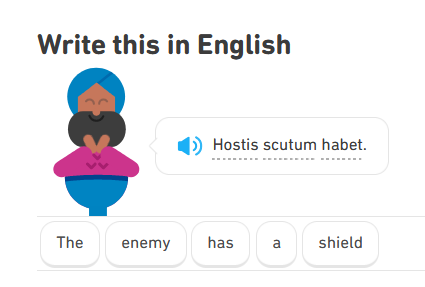 Write this in English
Hostis scutum habet.
The enemy has a shield